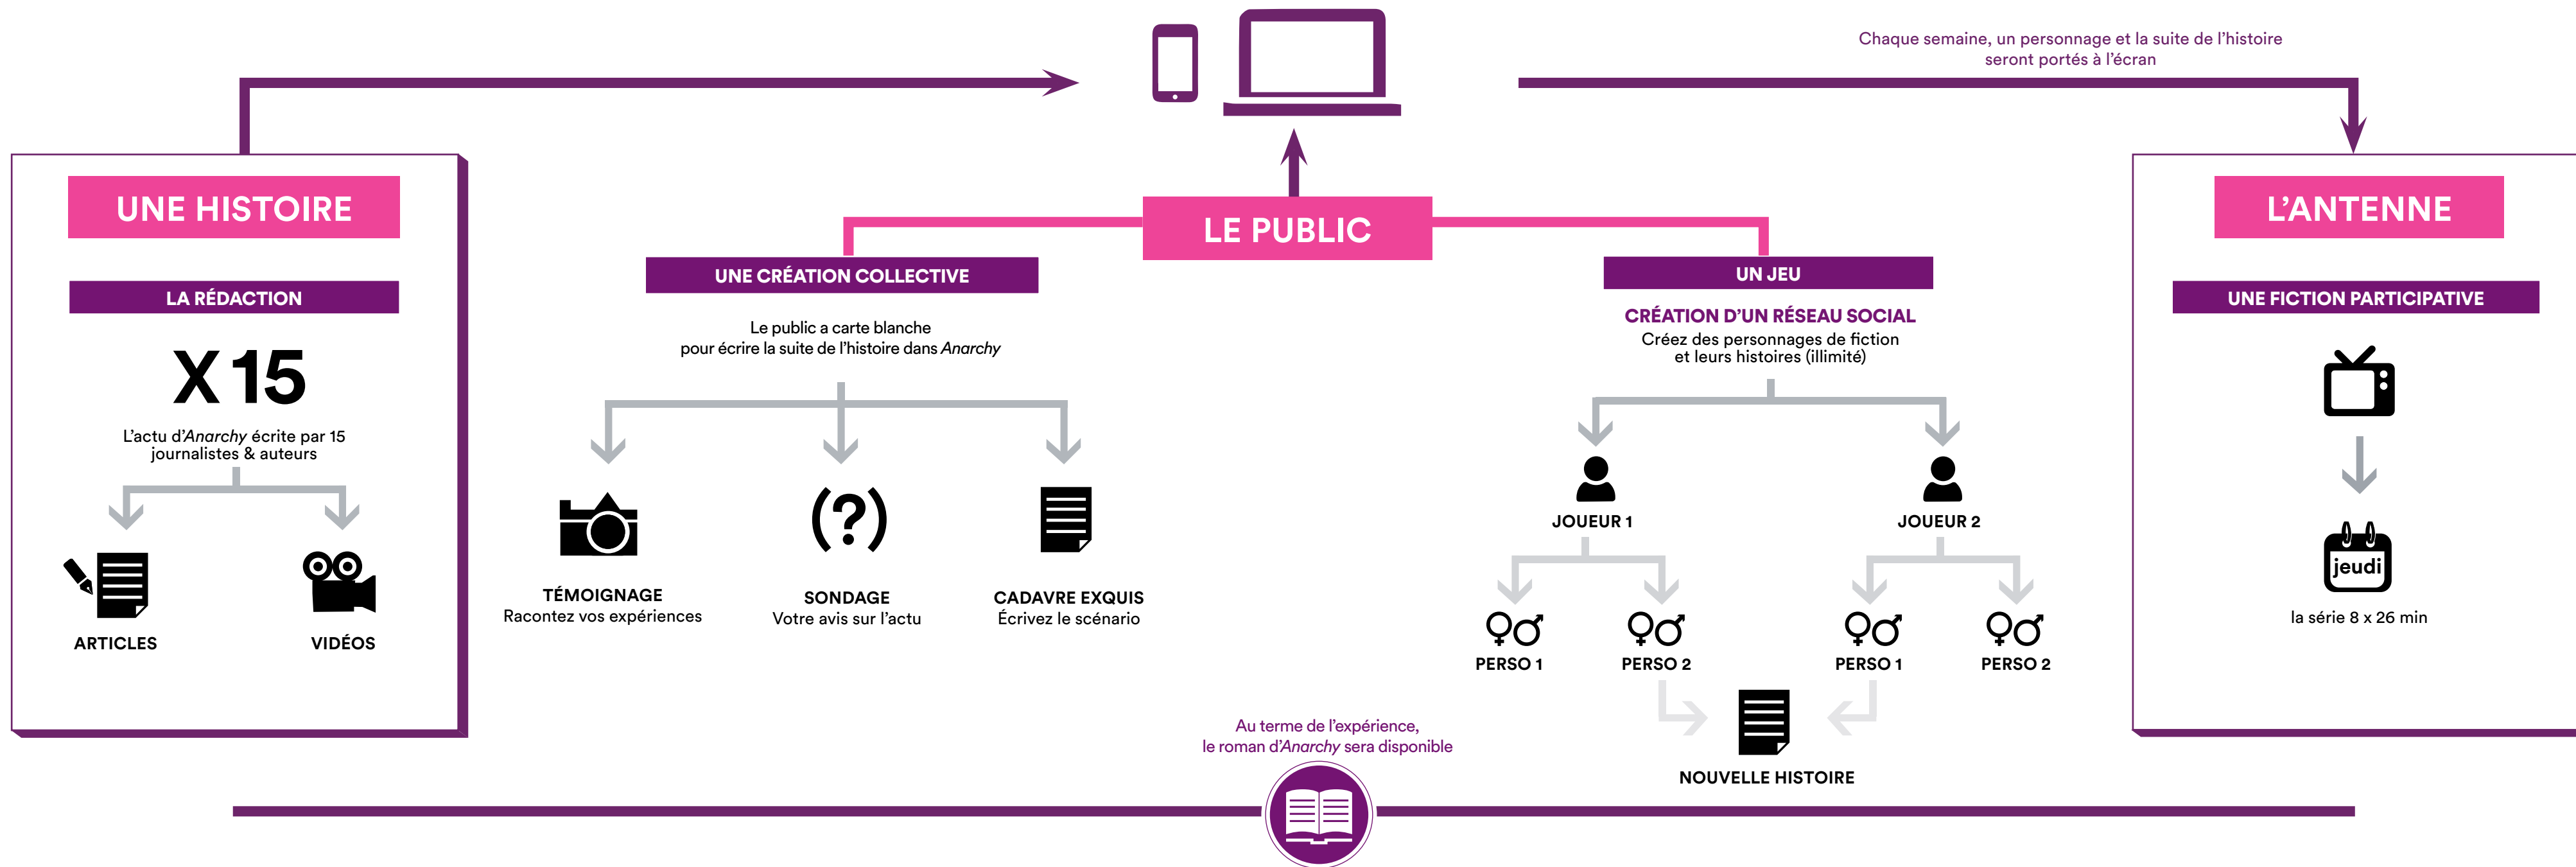 Chaque semaine, un personnage et la suite de l’histoire
seront portés à l’écran
UNE HISTOIRE
LA RÉDACTION
X 15
L’actu d’Anarchy écrite par 15
journalistes & auteurs
ARTICLES
VIDÉOS
LE PUBLIC
UNE CRÉATION COLLECTIVE
Le public a carte blanche
pour écrire la suite de l’histoire dans Anarchy
TÉMOIGNAGE
Racontez vos expériences
(?)
SONDAGE
Votre avis sur l’actu
CADAVRE EXQUIS
Écrivez le scénario
UN JEU
CRÉATION D’UN RÉSEAU SOCIAL
Créez des personnages de fiction
et leurs histoires (illimité)
JOUEUR 1
JOUEUR 2
PERSO 1
PERSO 2
PERSO 1
PERSO 2
NOUVELLE HISTOIRE
L’ANTENNE
UNE FICTION PARTICIPATIVE
jeudi
la série 8 x 26 min
Au terme de l’expérience,
le roman d’Anarchy sera disponible